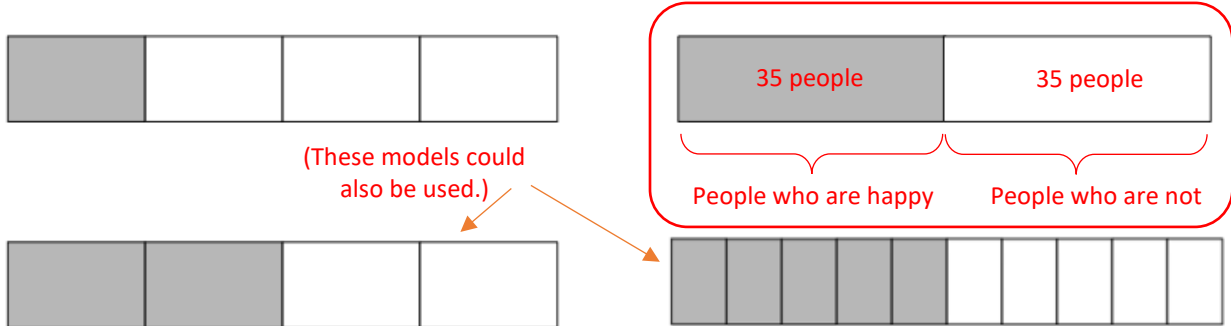 35 people
35 people
(These models could
also be used.)
People who are happy
People who are not